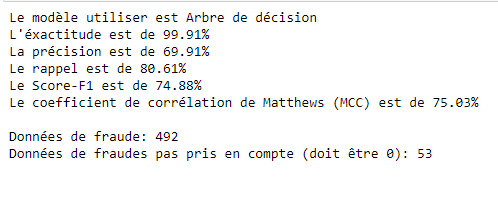 Le modèle utiliser est Arbre de décision
L'éxactitude est de 99.91%
La précision est de 69.91%
Le rappel est de 80.61%
Le Score-F1 est de 74.88%
Le coefficient de corrélation de Matthews (MCC) est de 75.03%
Données de fraude: 492
Données de fraudes pas pris en compte (doit être 0): 53